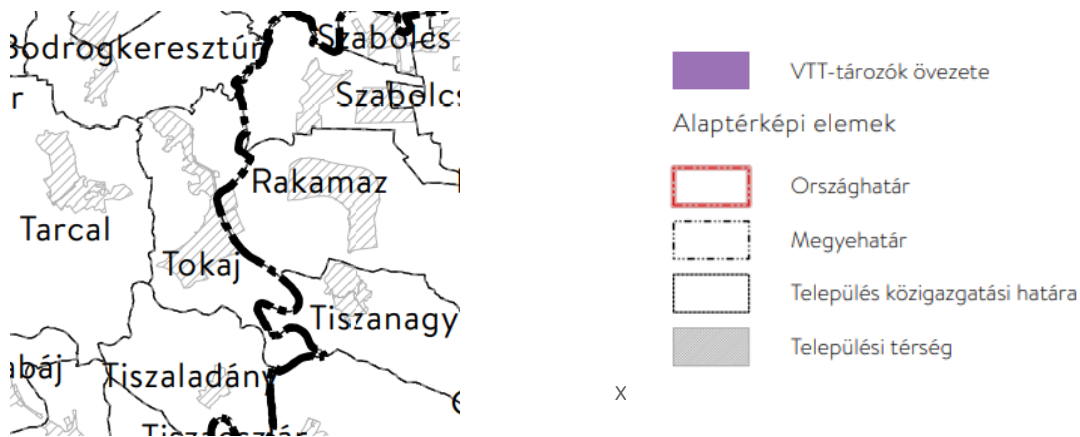 Bodrogkeresztúr
Szabolcs
r
Szabolcs
Rakamaz
Tarcal
Tokaj
Tiszanagy
abáj
Tiszaladány
VTT-tározók övezete
Alaptérképi elemek
Országhatár
Megyehatár
Település közigazgatási határa
Települési térség
x